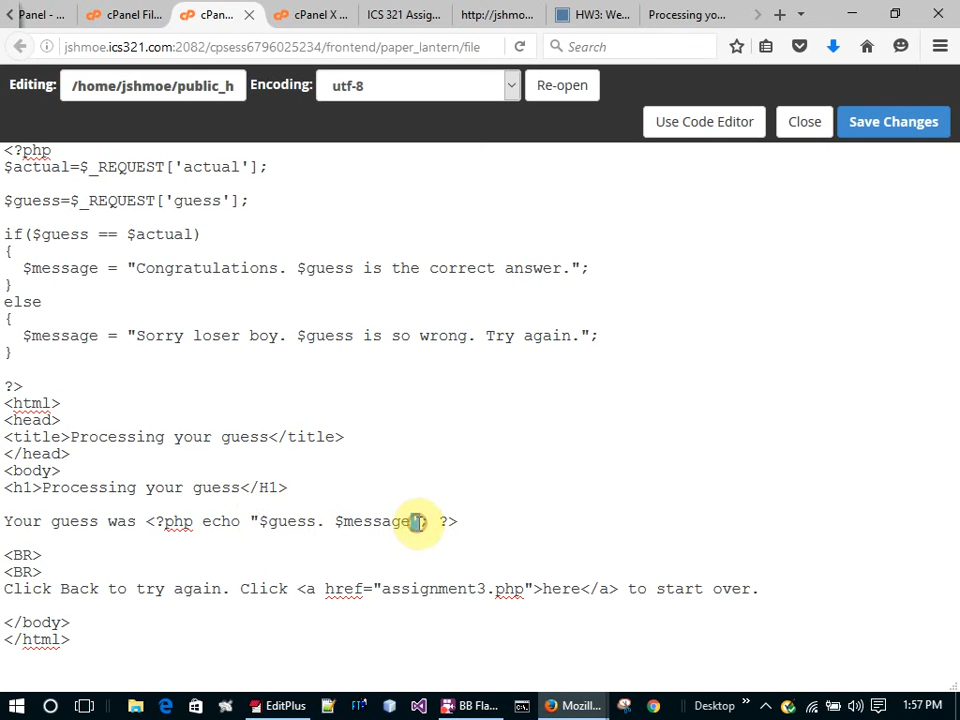 Panel - ...
cPanel Fil...
cPan...
cPanel X ...
ICS 321 Assig...
http://jshmo...
HW3: We...
Processing yo...
jshmoe.ics321.com:2082/cpsess6796025234/frontend/paper_lantern/file
Search
Editing:
/home/jshmoe/public_h
Encoding:
utf-8
Re-open
Use Code Editor
Close
Save Changes
<?php
$actual=$_REQUEST['actual'];
$guess=$_REQUEST['guess'];
if($guess == $actual)
{
$message = "Congratulations. $guess is the correct answer.";
}
else
{
$message = "Sorry loser boy. $guess is so wrong. Try again.";
}
?>
<html>
<head>
<title>Processing your guess</title>
</head>
<body>
<h1>Processing your guess</H1>
Your guess was <?php echo "$guess. $message"; ?>
<BR>
<BR>
Click Back to try again. Click <a href="assignment3.php">here</a> to start over.
</body>
</html>
EditPlus
BB Fla...
Mozill...
Desktop
1:57 PM